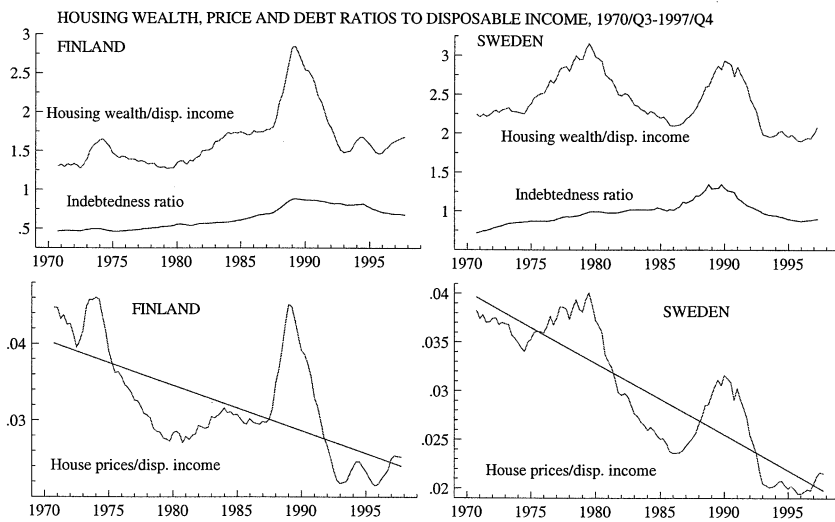 HOUSING WEALTH, PRICE AND DEBT RATIOS TO DISPOSABLE INCOME, 1970/Q3-1997/Q4
3
FINLAND
2.5
2
Housing wealth/disp. income
1.5
1
Indebtedness ratio
.5
1970 1975 1980 1985 1990 1995
SWEDEN
3
2.5
2
Housing wealth/disp. income
1.5
Indebtedness ratio
1
1970 1975 1980 1985 1990 1995
FINLAND
.04
.03
House prices/disp. income
1970 1975 1980 1985 1990 1995
.04
SWEDEN
.035
.03
.025
House prices/disp. income
.02
1970 1975 1980 1985 1990 1995